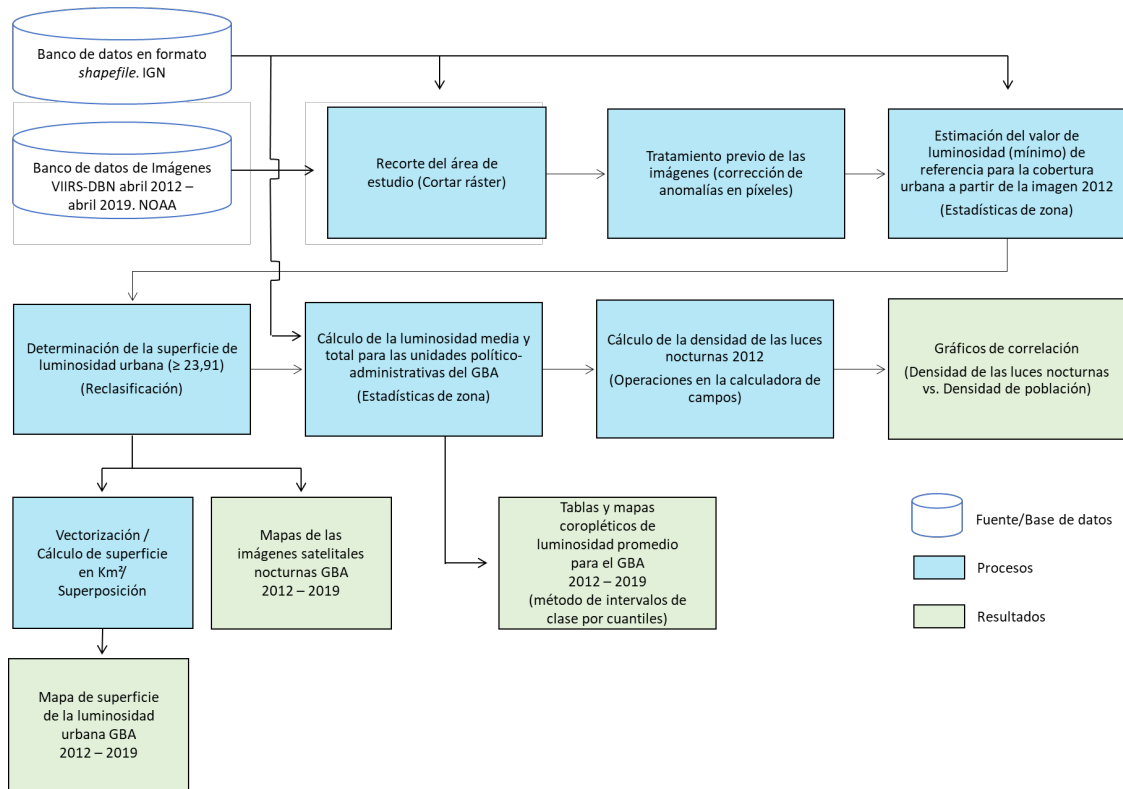 Banco de datos en formato
shapefile. IGN
Banco de datos de Imágenes
VIIRS-DBN abril 2012 –
abril 2019. NOAA
Recorte del área de
estudio (Cortar ráster)
Tratamiento previo de las
imágenes (corrección de
anomalías en píxeles)
Estimación del valor de
luminosidad (mínimo) de
referencia para la cobertura
urbana a partir de la imagen 2012
(Estadísticas de zona)
Determinación de la superficie de
luminosidad urbana (≥ 23,91)
(Reclasificación)
Cálculo de la luminosidad media y
total para las unidades político-
administrativas del GBA
(Estadísticas de zona)
Cálculo de la densidad de las luces
nocturnas 2012
(Operaciones en la calculadora de
campos)
Gráficos de correlación
(Densidad de las luces nocturnas
vs. Densidad de población)
Vectorización /
Cálculo de superficie
en Km²/
Superposición
Mapas de las
imágenes satelitales
nocturnas GBA
2012 – 2019
Tablas y mapas
coropléticos de
luminosidad promedio
para el GBA
2012 – 2019
(método de intervalos de
clase por cuantiles)
Fuente/Base de datos
Procesos
Resultados
Mapa de superficie
de la luminosidad
urbana GBA
2012 – 2019